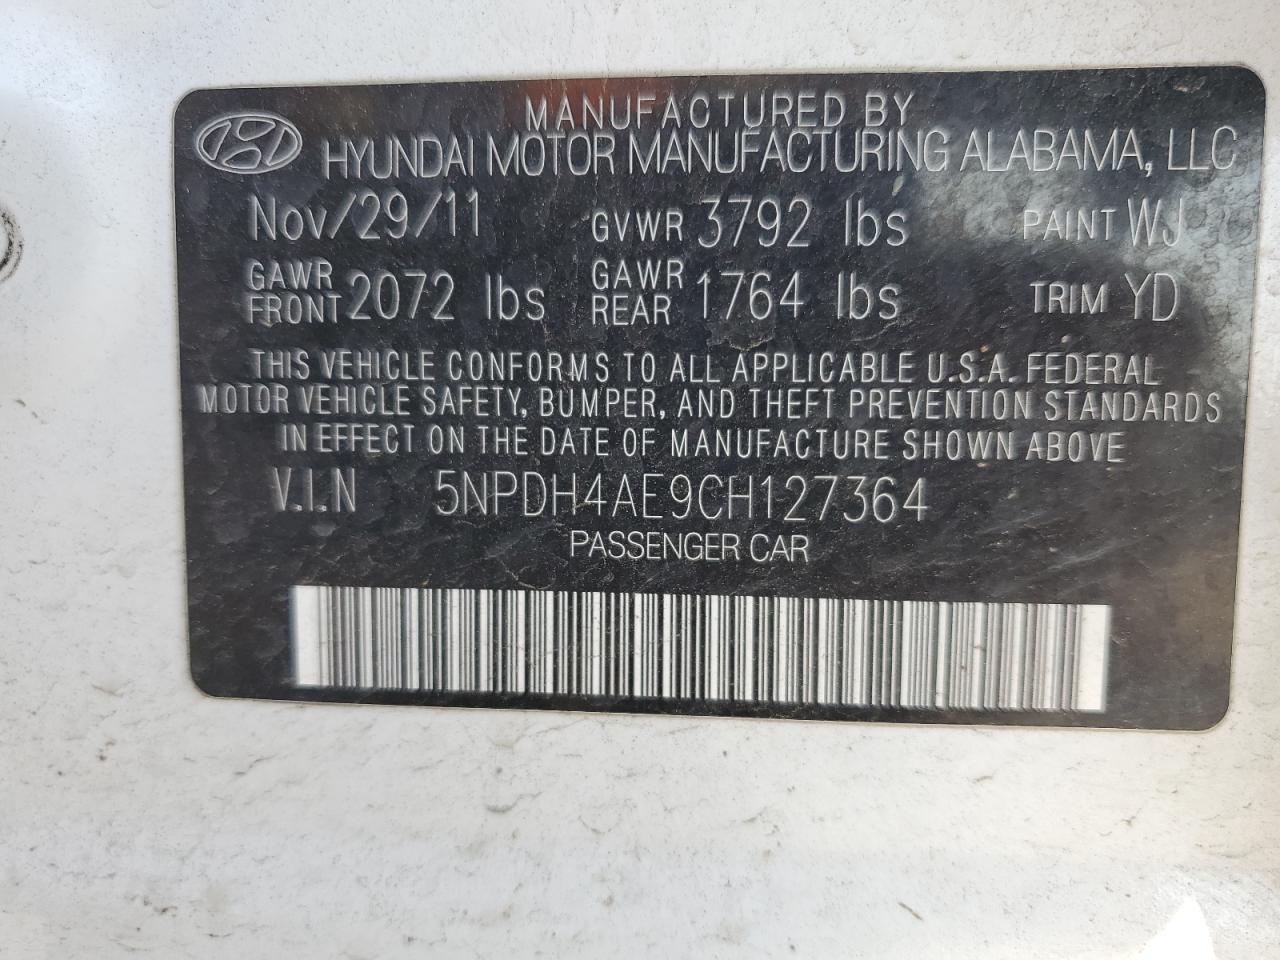 MANUFACTURED BY
HYUNDAI MOTOR MANUFACTURING ALABAMA, LLC
Nov/29/11 GVWR 3792 lbs PAINT WJ
GAWR FRONT 2072 lbs GAWR REAR 1764 lbs TRIM YD
THIS VEHICLE CONFORMS TO ALL APPLICABLE U.S.A. FEDERAL
MOTOR VEHICLE SAFETY, BUMPER, AND THEFT PREVENTION STANDARDS
IN EFFECT ON THE DATE OF MANUFACTURE SHOWN ABOVE
V.I.N 5NPDH4AE9CH127364
PASSENGER CAR